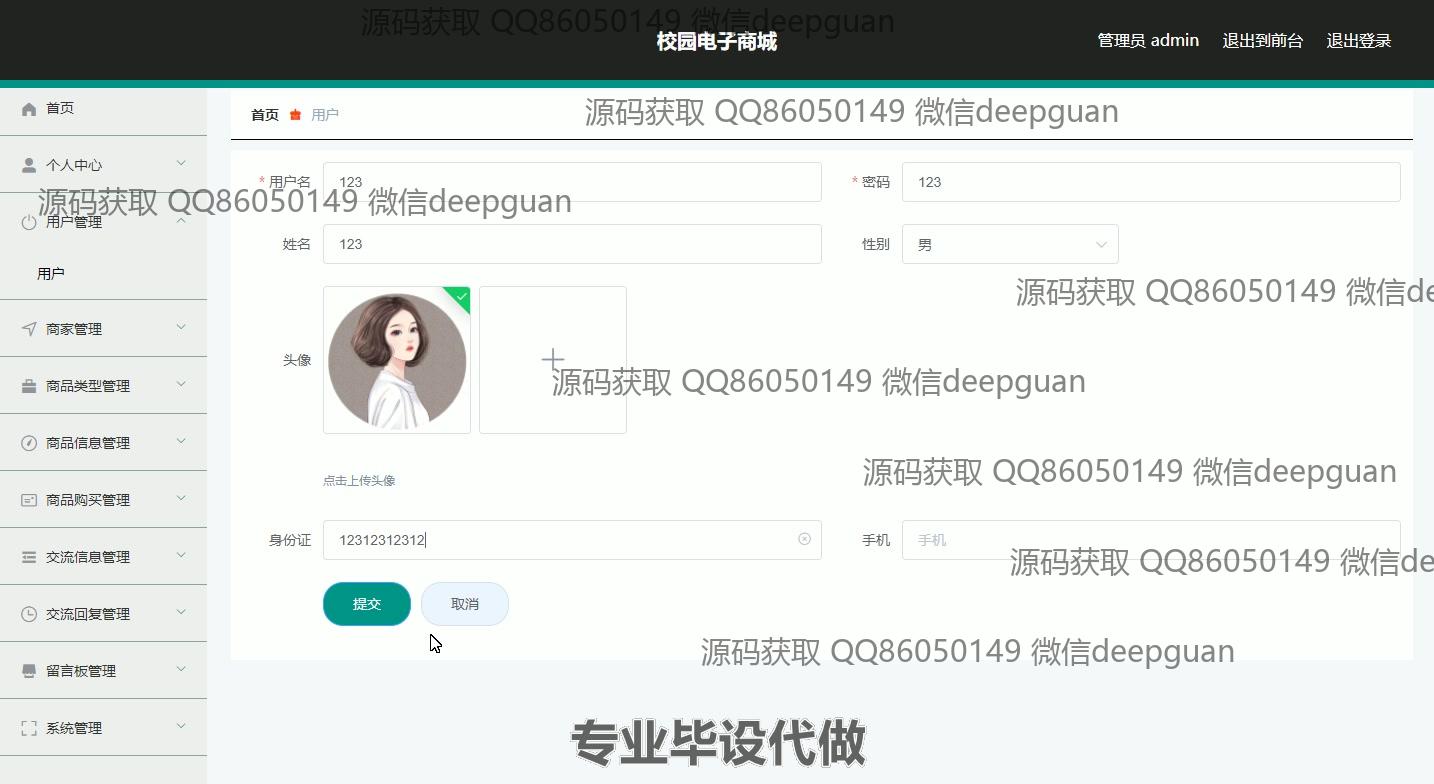 源码获取 QQ86050149 微信deepguan
校园电子商城
管理员 admin
退出到前台
退出登录
首页
个人中心
用户管理
用户
商家管理
商品类型管理
商品信息管理
商品购买管理
交流信息管理
交流回复管理
留言板管理
系统管理
首页 用户
源码获取 QQ86050149 微信deepguan
* 用户名 123
* 密码 123
源码获取 QQ86050149 微信deepguan
姓名 123
性别 男
源码获取 QQ86050149 微信de
头像
源码获取 QQ86050149 微信deepguan
源码获取 QQ86050149 微信deepguan
点击上传头像
身份证 12312312312
手机 手机
源码获取 QQ86050149 微信de
提交
取消
源码获取 QQ86050149 微信deepguan
专业毕设代做